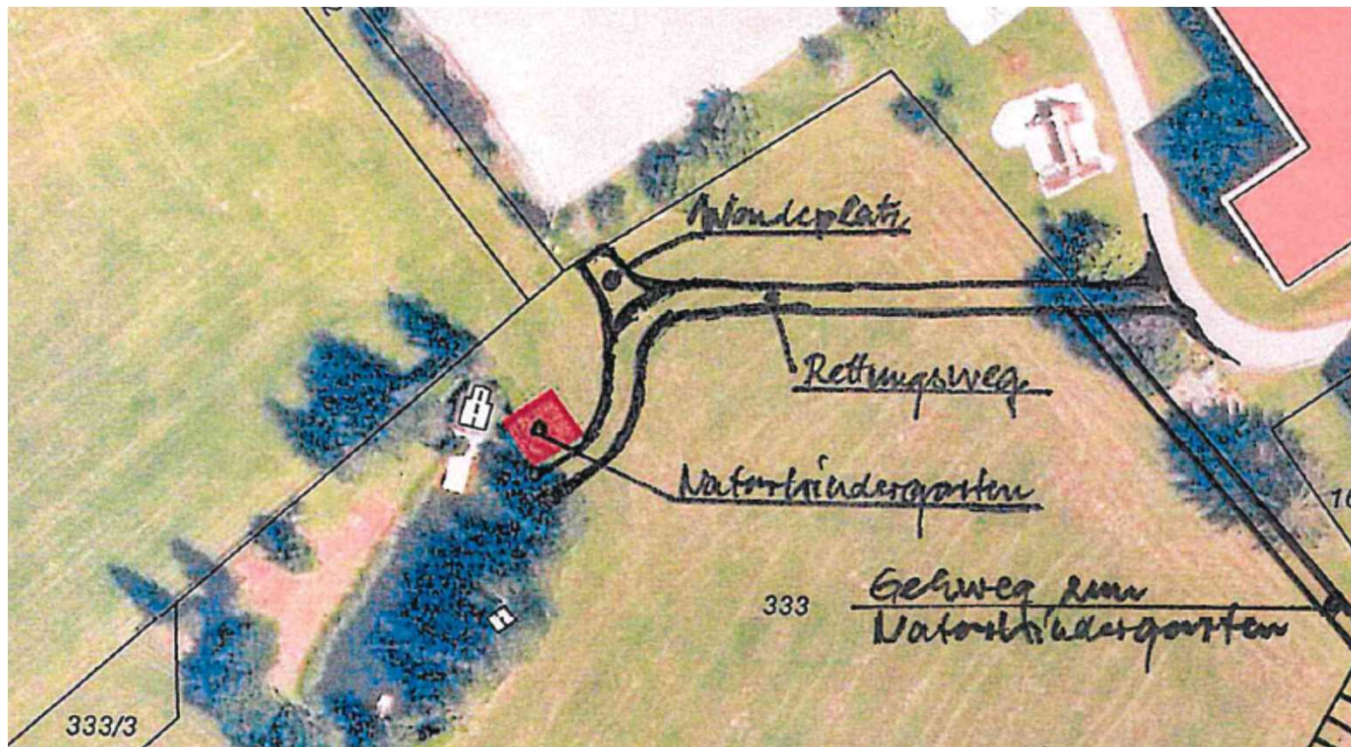 Wendeplatz
Rettungsweg
Naturkindergarten
333
Gehweg zum
Naturkindergarten
333/3